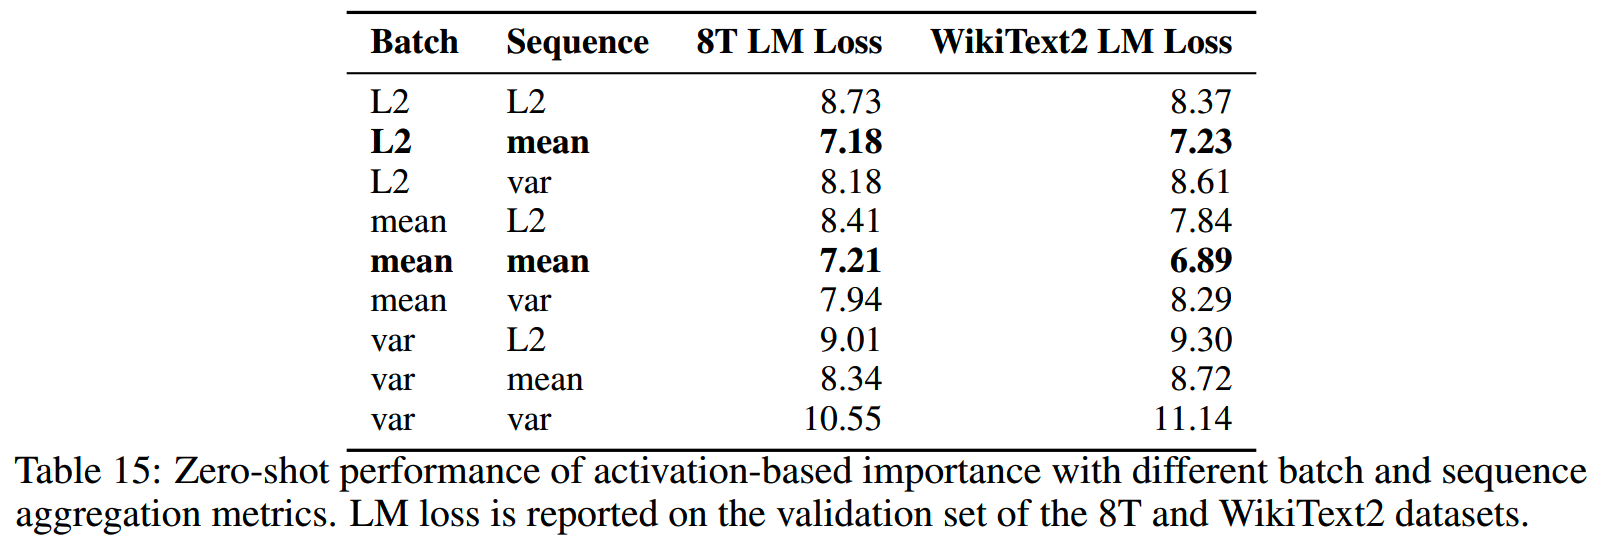 Batch Sequence 8T LM Loss WikiText2 LM Loss
L2 L2 8.73 8.37
L2 mean 7.18 7.23
L2 var 8.18 8.61
mean L2 8.41 7.84
mean mean 7.21 6.89
mean var 7.94 8.29
var L2 9.01 9.30
var mean 8.34 8.72
var var 10.55 11.14
Table 15: Zero-shot performance of activation-based importance with different batch and sequence
aggregation metrics. LM loss is reported on the validation set of the 8T and WikiText2 datasets.